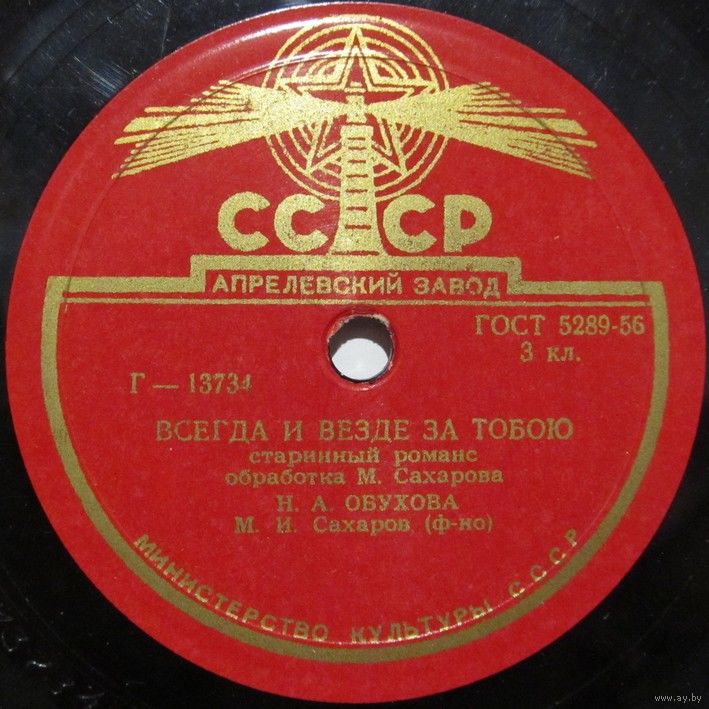 СССР
АПРЕЛЕВСКИЙ ЗАВОД
ГОСТ 5289-56
3 кл.
Г — 13734
ВСЕГДА И ВЕЗДЕ ЗА ТОБОЮ
старинный романс
обработка М. Сахарова
Н. А. ОБУХОВА
М. И. Сахаров (ф-но)
МИНИСТЕРСТВО КУЛЬТУРЫ СССР
www.ay.by